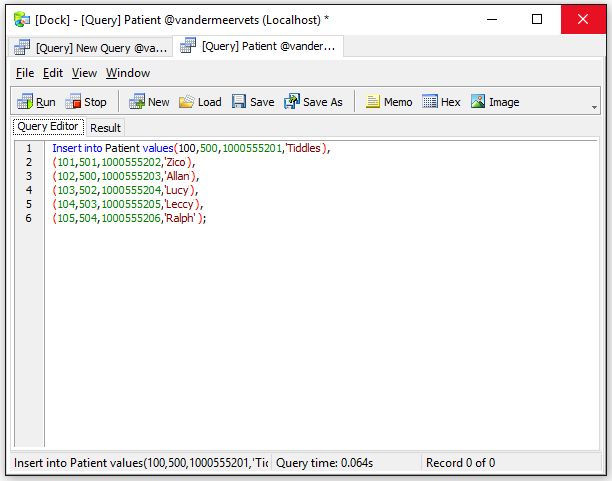 [Dock] - [Query] Patient @vandermeervets (Localhost) *
[Query] New Query @va... [Query] Patient @vander...
File Edit View Window
Run Stop New Load Save Save As Memo Hex Image
Query Editor Result
1 Insert into Patient values(100,500,1000555201,'Tiddles'),
2 (101,501,1000555202,'Zico'),
3 (102,500,1000555203,'Allan'),
4 (103,502,1000555204,'Lucy'),
5 (104,503,1000555205,'Leccy'),
6 (105,504,1000555206,'Ralph' );
Insert into Patient values(100,500,1000555201,'Tid Query time: 0.064s Record 0 of 0